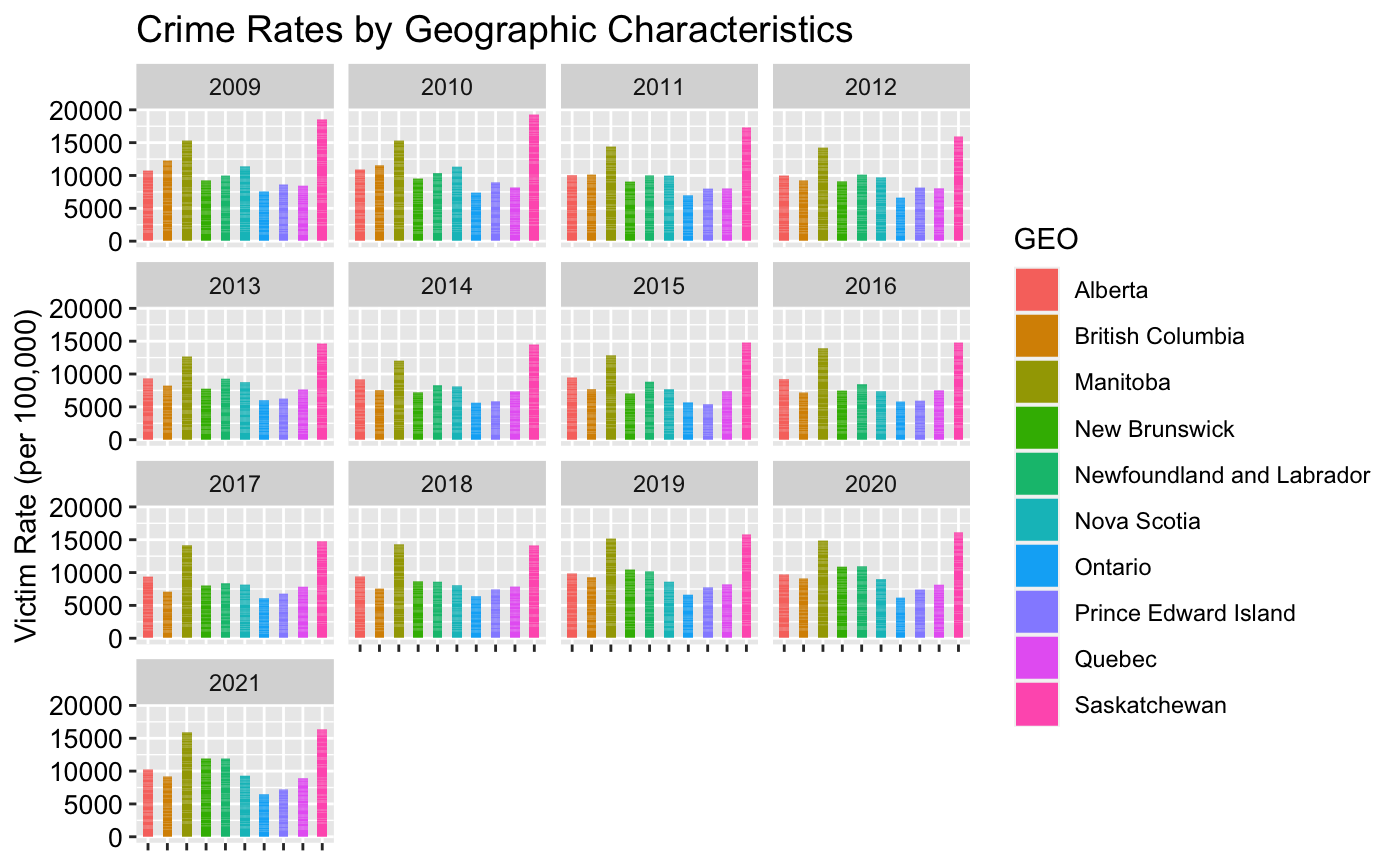 Crime Rates by Geographic Characteristics
2009 2010 2011 2012
20000
15000
10000
5000
0
2013 2014 2015 2016
20000
15000
10000
5000
0
2017 2018 2019 2020
20000
15000
10000
5000
0
2021
20000
15000
10000
5000
0
Victim Rate (per 100,000)
GEO
Alberta
British Columbia
Manitoba
New Brunswick
Newfoundland and Labrador
Nova Scotia
Ontario
Prince Edward Island
Quebec
Saskatchewan